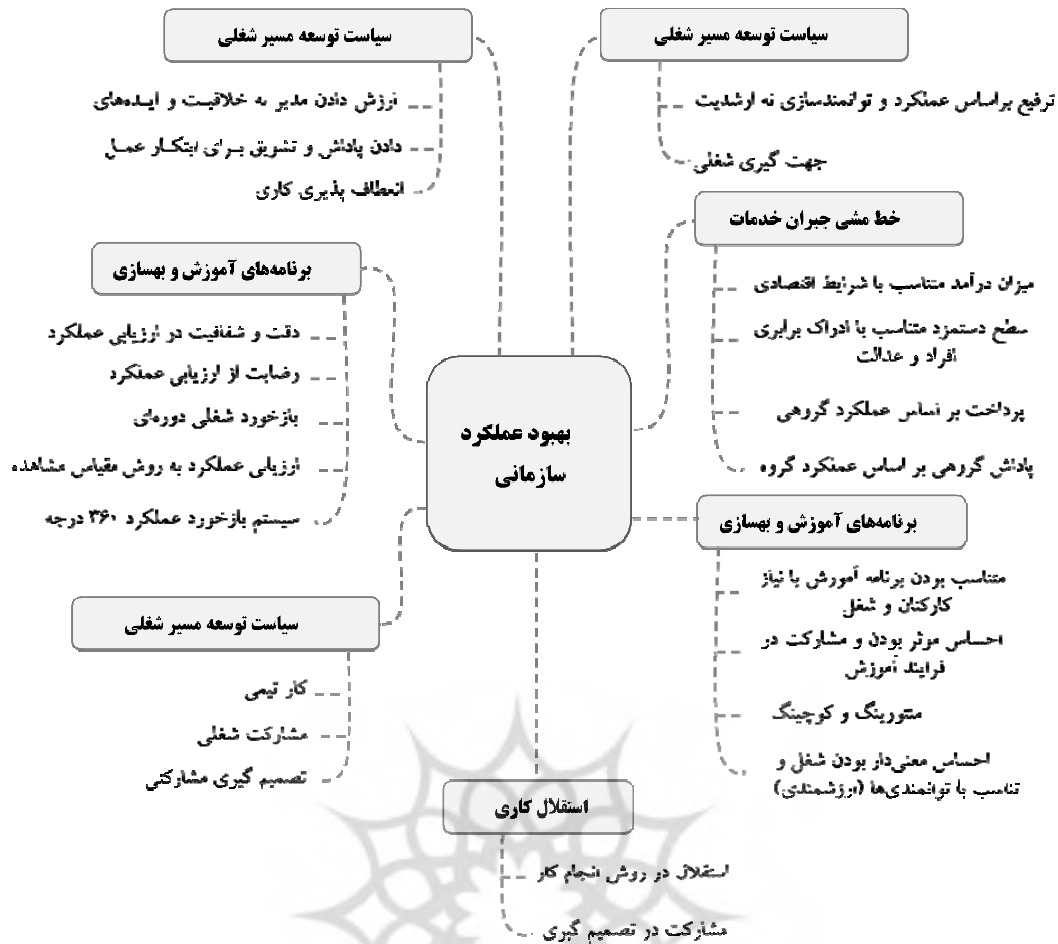 سیاست توسعه مسیر شغلی
ترفیع براساس عملکرد و توانمندسازی نه ارشدیت
جهت گیری شغلی
خط مشی جبران خدمات
میزان درآمد متناسب با شرایط اقتصادی
سطح دستمزد متناسب با ادراک برابری
افراد و عدالت
پرداخت بر اساس عملکرد گروهی
پاداش گروهی بر اساس عملکرد گروه
برنامه‌های آموزش و بهسازی
متناسب بودن برنامه آموزش با نیاز
کارکنان و شغل
احساس موثر بودن و مشارکت در
فرایند آموزش
منتورینگ و کوچینگ
احساس معنی‌دار بودن شغل و
تناسب با توانمندی‌ها (ارزشمندی)
سیاست توسعه مسیر شغلی
ارزش دادن مدیر به خلاقیت و ایده‌های
دادن پاداش و تشویق برای ابتکار عمل
انعطاف پذیری کاری
برنامه‌های آموزش و بهسازی
دقت و شفافیت در ارزیابی عملکرد
رضایت از ارزیابی عملکرد
بازخورد شغلی دوره‌ای
ارزیابی عملکرد به روش مقیاس مشاهده
سیستم بازخورد عملکرد ۳۶۰ درجه
بهبود عملکرد
سازمانی
سیاست توسعه مسیر شغلی
کار تیمی
مشارکت شغلی
تصمیم گیری مشارکتی
استقلال کاری
استقلال در روش انجام کار
مشارکت در تصمیم گیری